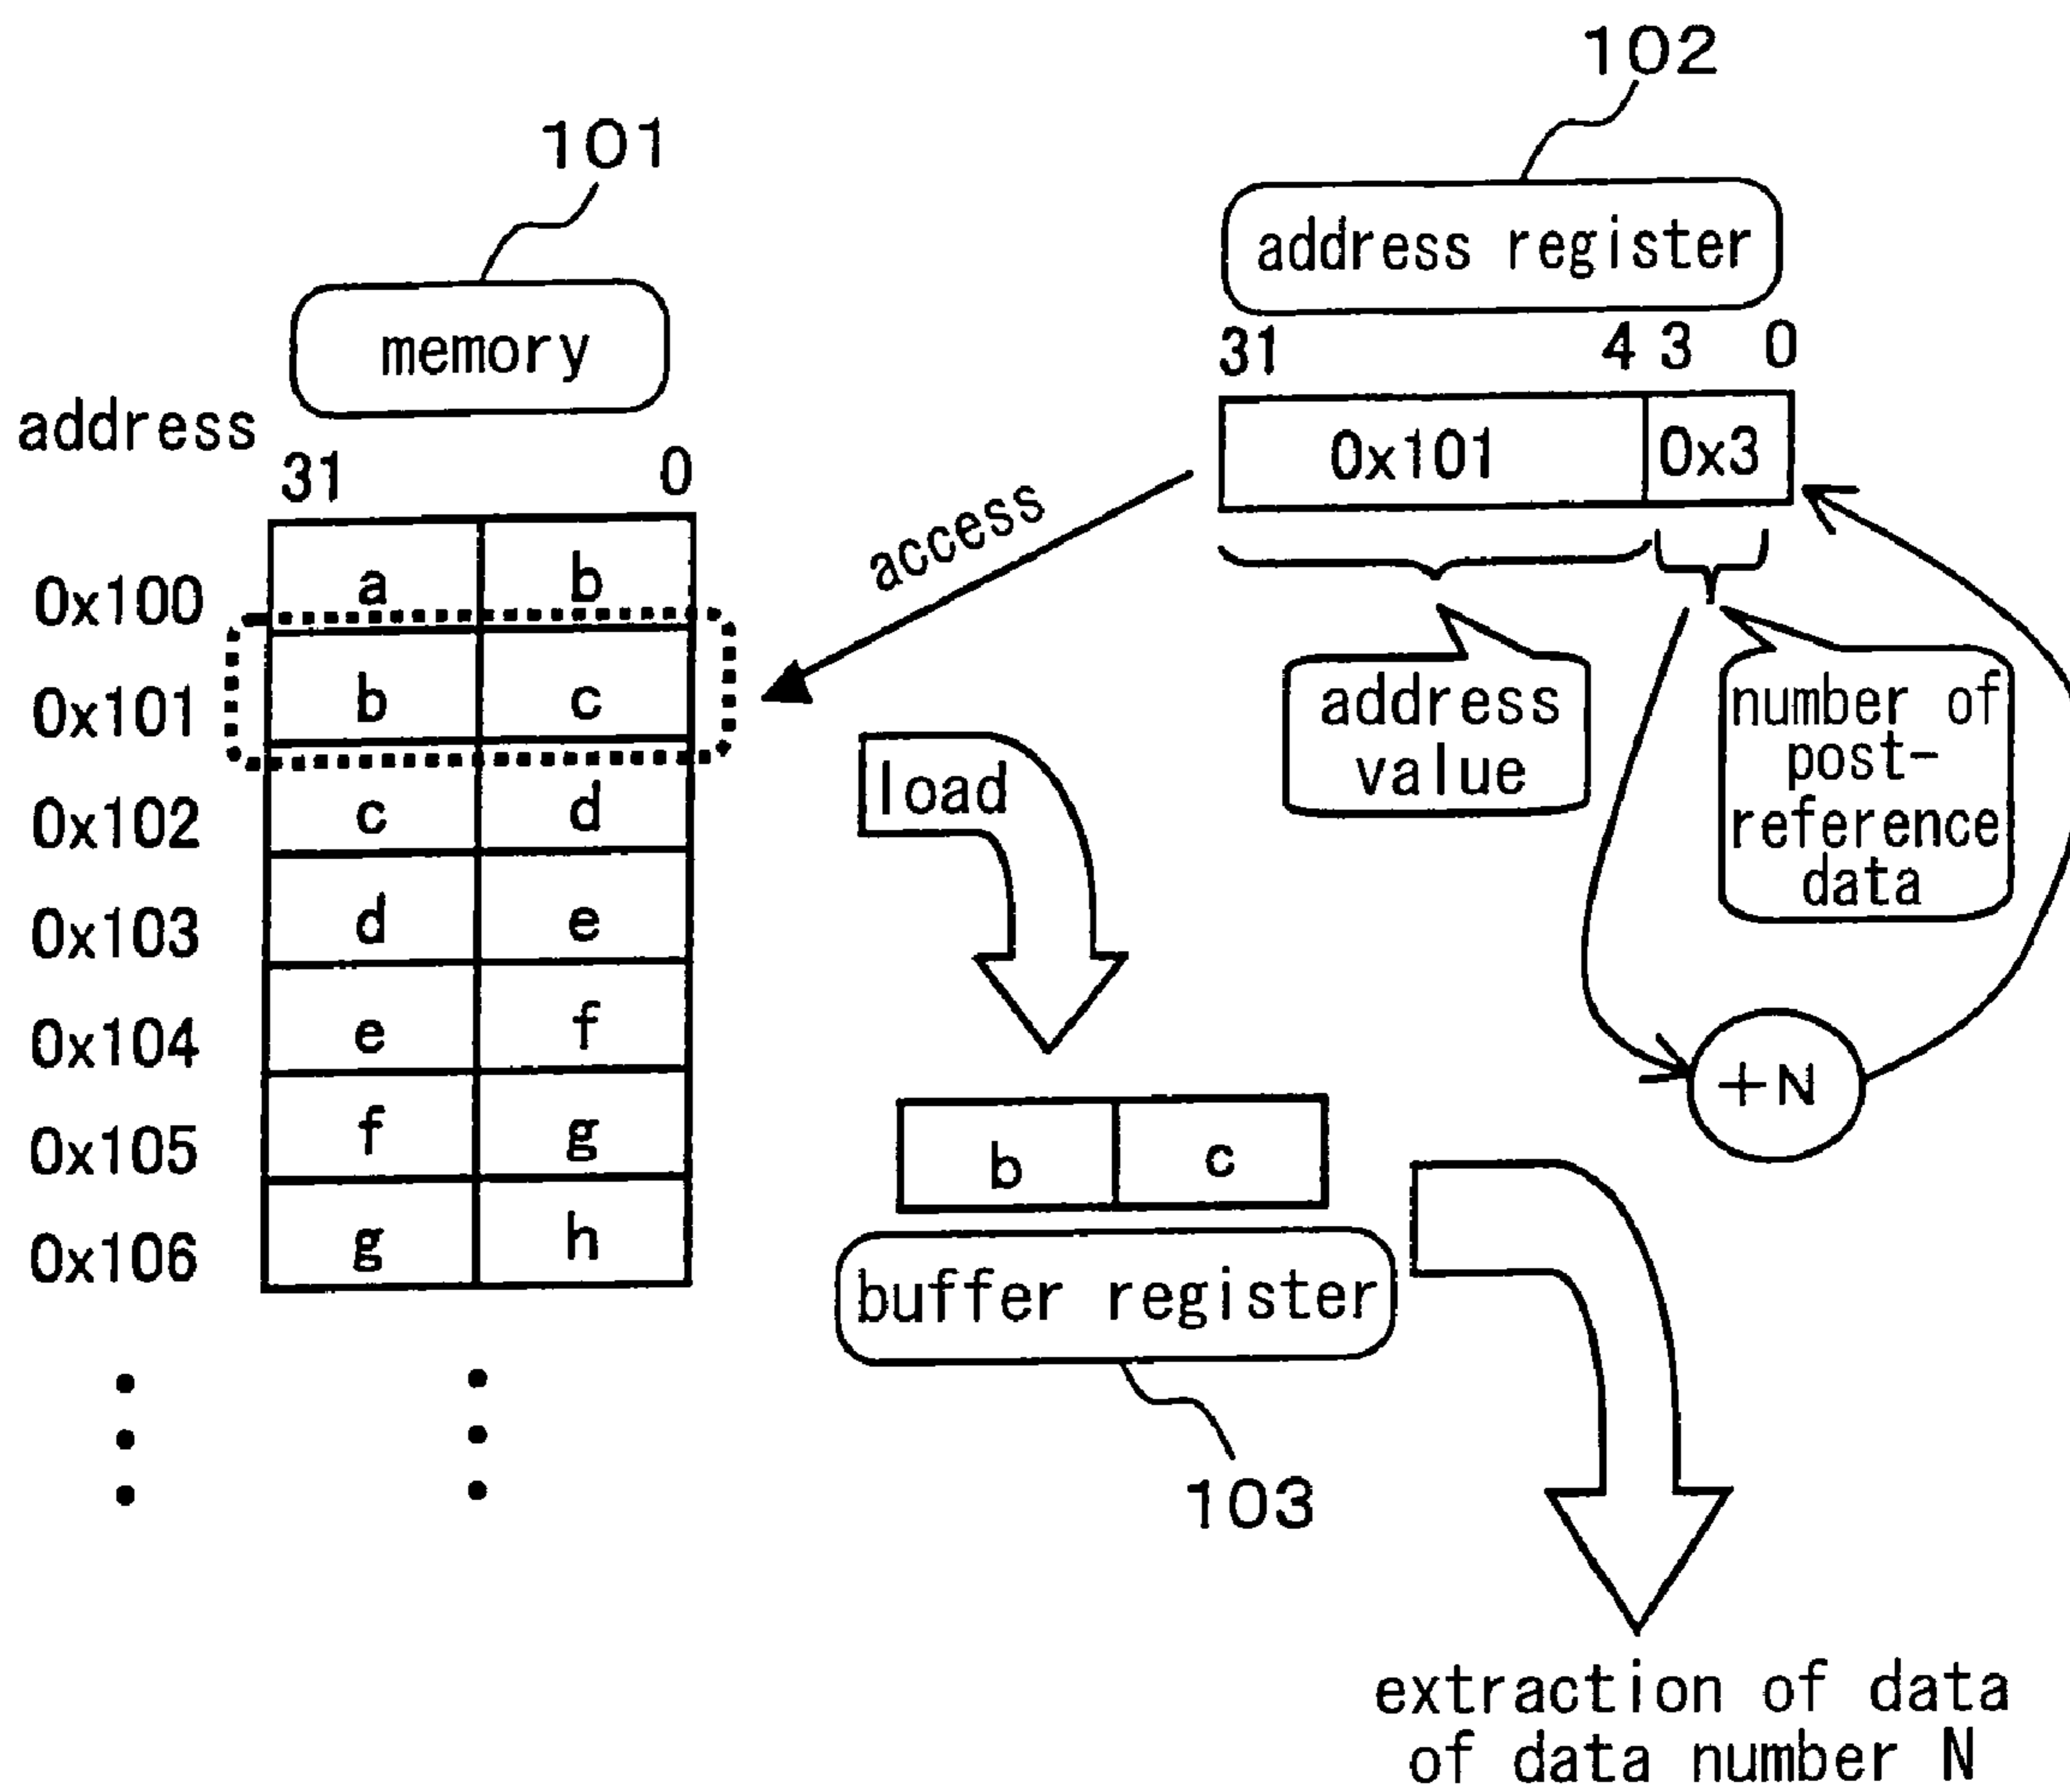 102
101
address register
memory
31 4 3 0
address
31 0
0x101 0x3
access
0x100 a b
0x101 b c
0x102 c d
0x103 d e
0x104 e f
0x105 f g
0x106 g h
address
value
number of
post-
reference
data
load
+N
b c
buffer register
103
extraction of data
of data number N